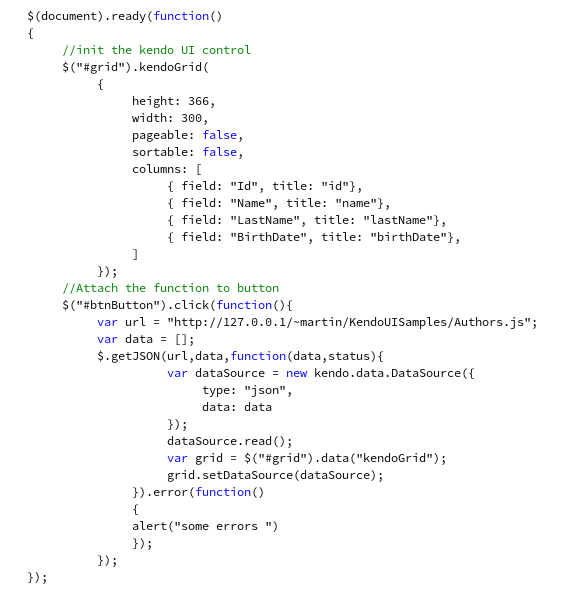 $(document).ready(function()
{
//init the kendo UI control
$("#grid").kendoGrid(
{
height: 366,
width: 300,
pageable: false,
sortable: false,
columns: [
{ field: "Id", title: "id"},
{ field: "Name", title: "name"},
{ field: "LastName", title: "lastName"},
{ field: "BirthDate", title: "birthDate"},
]
});
//Attach the function to button
$("#btnButton").click(function(){
var url = "http://127.0.0.1/~martin/KendoUISamples/Authors.js";
var data = [];
$.getJSON(url,data,function(data,status){
var dataSource = new kendo.data.DataSource({
type: "json",
data: data
});
dataSource.read();
var grid = $("#grid").data("kendoGrid");
grid.setDataSource(dataSource);
}).error(function()
{
alert("some errors ")
});
});
});